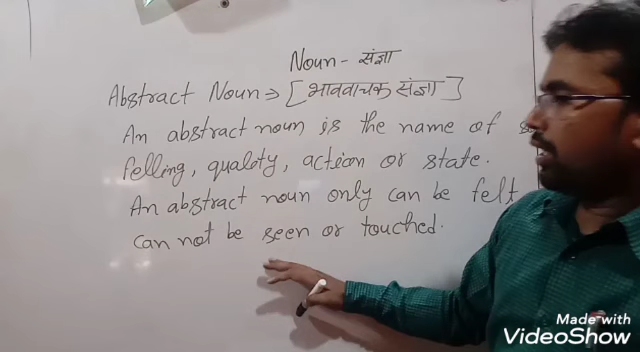 Noun - संज्ञा
Abstract Noun ⇒ [भाववाचक संज्ञा]
An abstract noun is the name of
felling, quality, action or state.
An abstract noun only can be felt
can not be seen or touched.
Made with
VideoShow